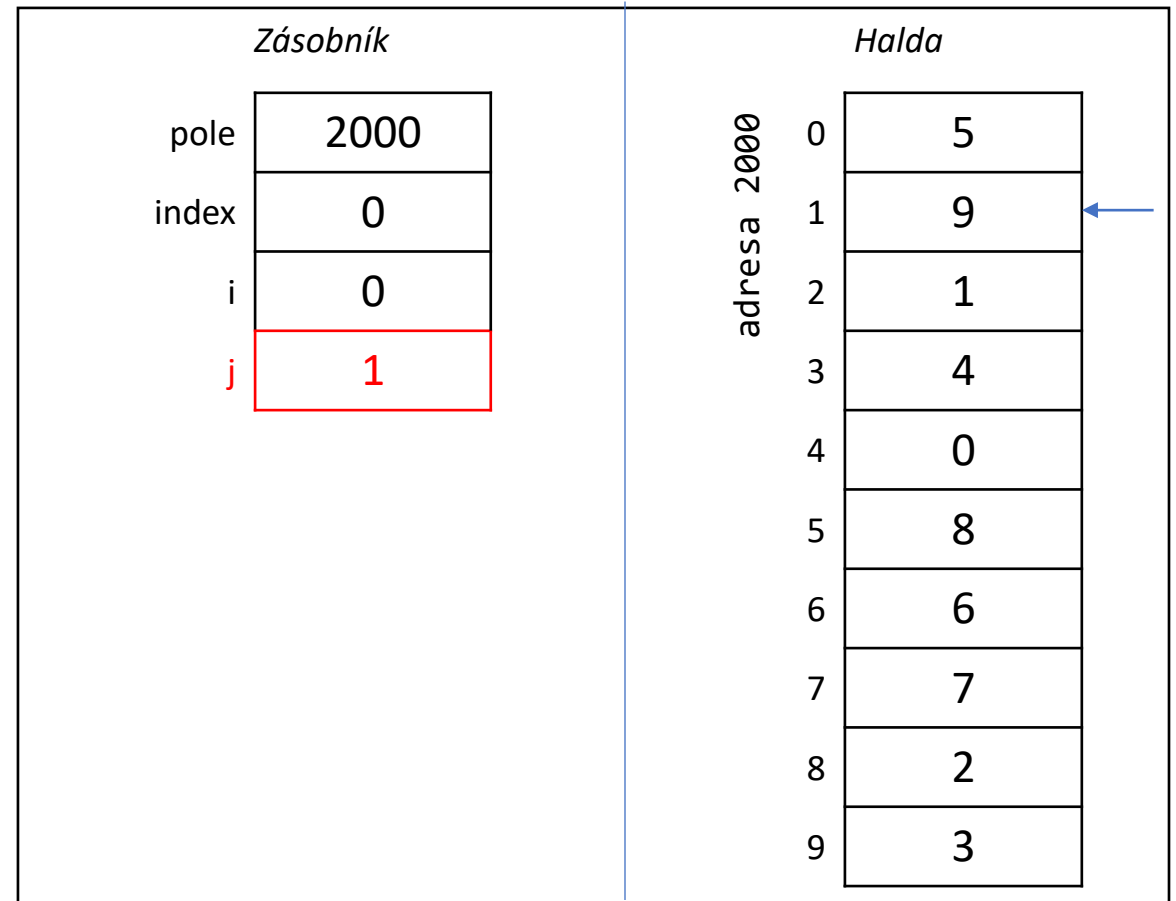 Zásobník
pole 2000
index 0
i 0
j 1
Halda
adresa 2000
0 5
1 9
2 1
3 4
4 0
5 8
6 6
7 7
8 2
9 3